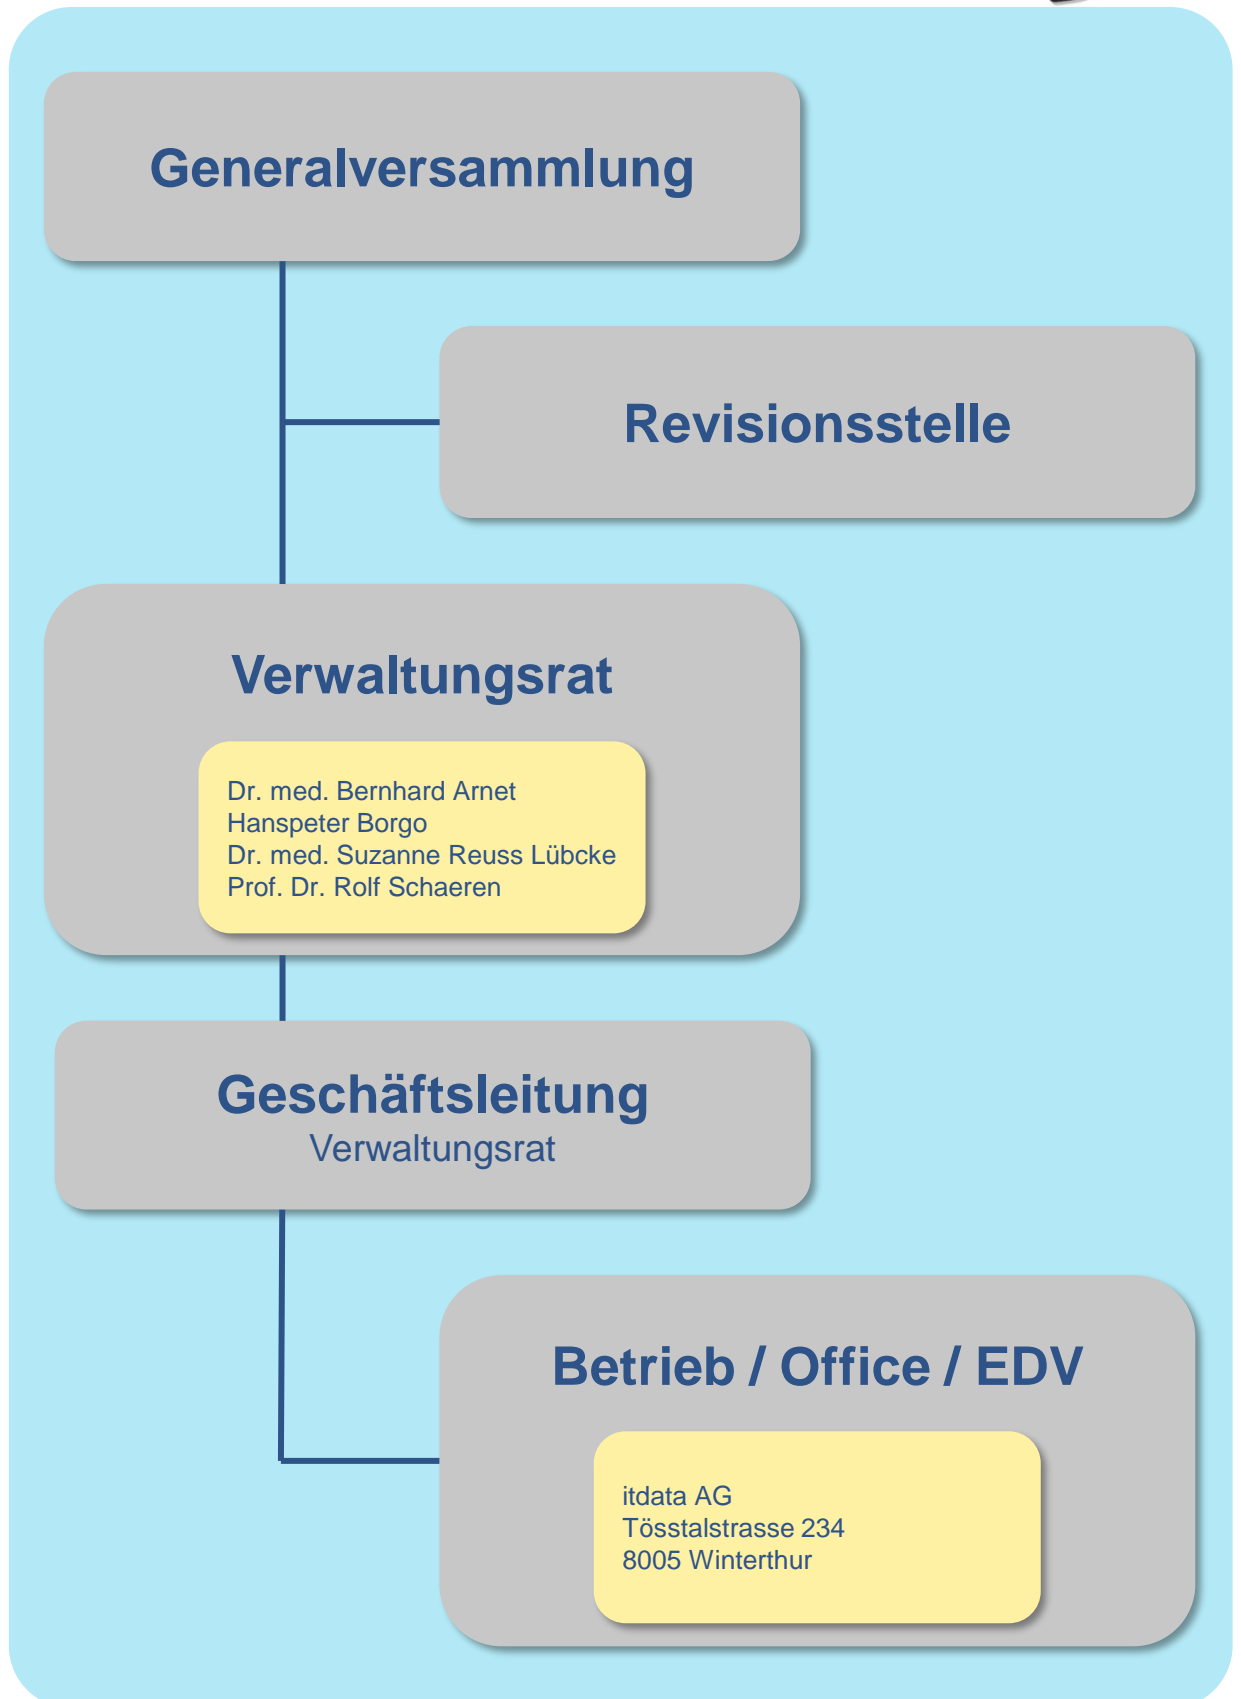 Generalversammlung
Revisionsstelle
Verwaltungsrat
Dr. med. Bernhard Arnet
Hanspeter Borgo
Dr. med. Suzanne Reuss Lübcke
Prof. Dr. Rolf Schaeren
Geschäftsleitung
Verwaltungsrat
Betrieb / Office / EDV
itdata AG
Tösstalstrasse 234
8005 Winterthur